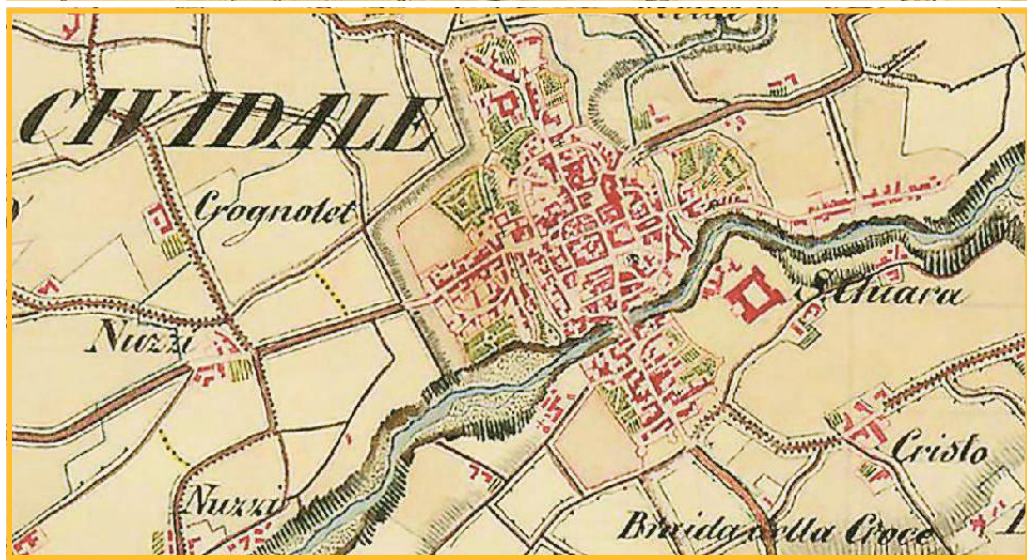 CIVIDALE
Crognolet
S. Chiara
Nuzzi
Cristo
Nuzzi
Braida della Croce